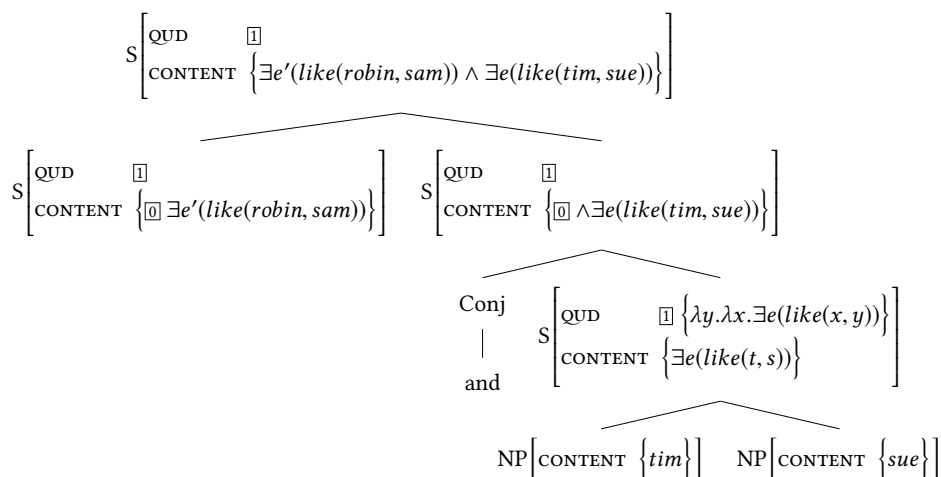 S[QUD 1
CONTENT {∃e′(like(robin, sam)) ∧ ∃e(like(tim, sue))}]
S[QUD 1
CONTENT {0 ∃e′(like(robin, sam))}]
S[QUD 1
CONTENT {0 ∧∃e(like(tim, sue))}]
Conj
and
S[QUD 1 {λy.λx.∃e(like(x, y))}
CONTENT {∃e(like(t, s))}]
NP[CONTENT {tim}] NP[CONTENT {sue}]